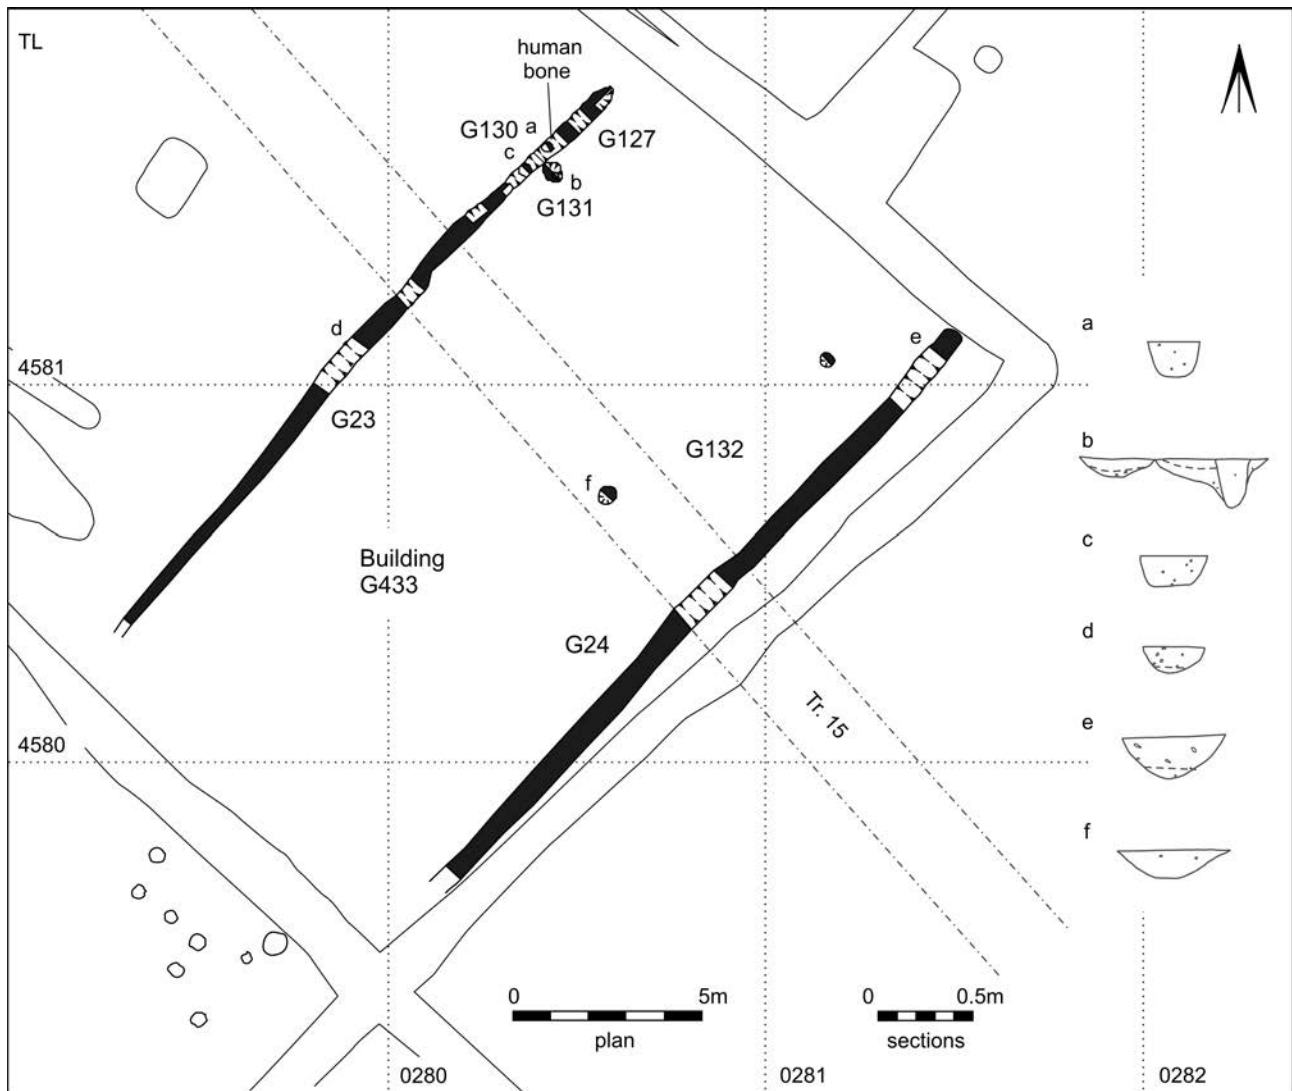 TL
human
bone
G130
a
c
G127
b
G131
d
4581
G23
e
G132
f
Building
G433
G24
Tr. 15
4580
a
b
c
d
e
f
0
5m
plan
0
0.5m
sections
0280
0281
0282